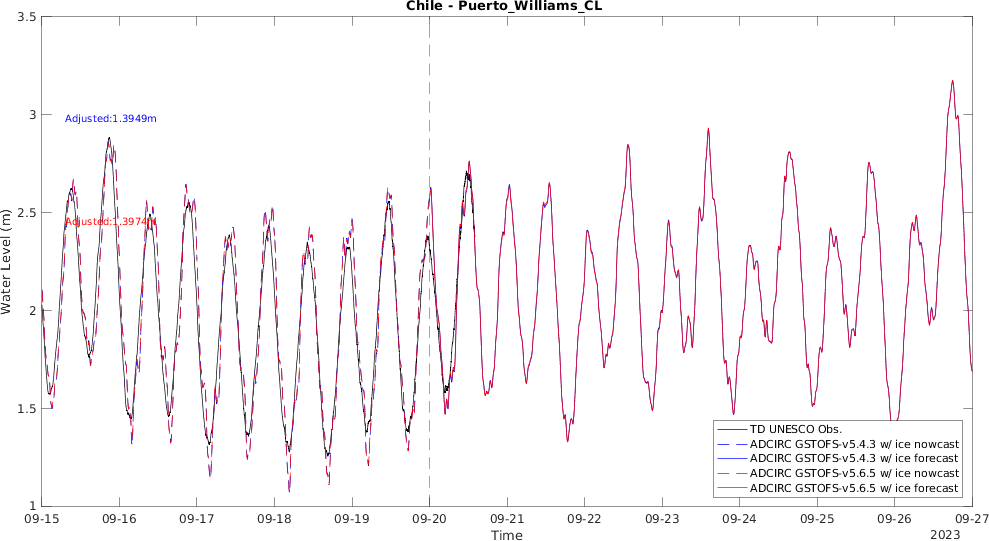 Chile - Puerto_Williams_CL
3.5
3
2.5
2
1.5
1
Water Level (m)
Adjusted:1.3949m
Adjusted:1.3974m
TD UNESCO Obs.
ADCIRC GSTOFS-v5.4.3 w/ ice nowcast
ADCIRC GSTOFS-v5.4.3 w/ ice forecast
ADCIRC GSTOFS-v5.6.5 w/ ice nowcast
ADCIRC GSTOFS-v5.6.5 w/ ice forecast
09-15 09-16 09-17 09-18 09-19 09-20 09-21 09-22 09-23 09-24 09-25 09-26 09-27
Time
2023